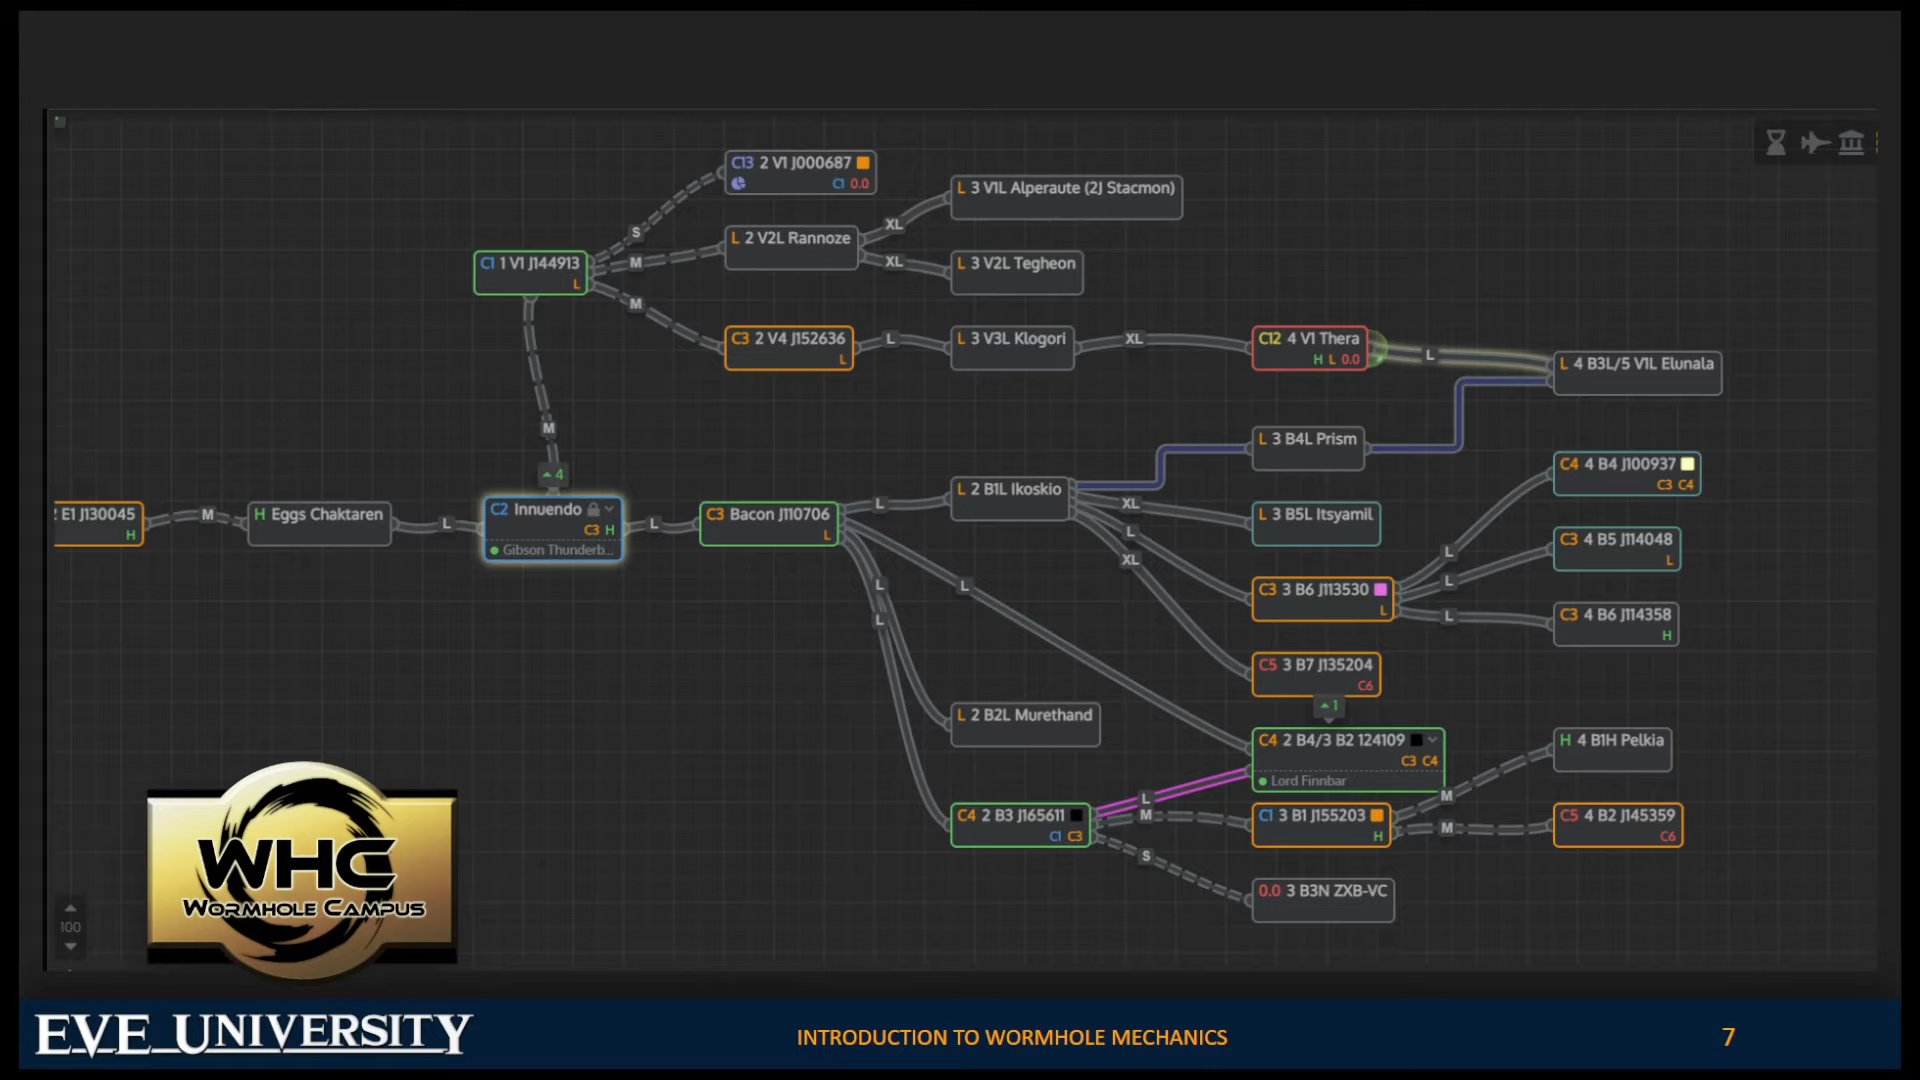 C13 2 V1 J000687
C1 0.0
L 3 V1L Alperaute (2J Stacmon)
XL
S
L 2 V2L Rannoze
M
XL
L 3 V2L Tegheon
C1 1 V1 J144913
L
M
C3 2 V4 J152636
L
L
L 3 V3L Klogori
XL
C12 4 V1 Thera
H L 0.0
L
L 4 B3L/5 V1L Elunala
M
4
L 3 B4L Prism
C4 4 B4 J100937
C3 C4
2 E1 J130045
H
M
H Eggs Chaktaren
L
C2 Innuendo
C3 H
Gibson Thunderb...
L
C3 Bacon J110706
L
L
L 2 B1L Ikoskio
XL
L
XL
L 3 B5L Itsyamil
L
L
L
C3 4 B5 J114048
L
C3 3 B6 J113530
L
C3 4 B6 J114358
H
L
L
L
C5 3 B7 J135204
C6
1
L 2 B2L Murethand
C4 2 B4/3 B2 124109
C3 C4
Lord Finnbar
H 4 B1H Pelkia
C4 2 B3 J165611
C1 C3
L
M
S
C1 3 B1 J155203
H
M
M
C5 4 B2 J145359
C6
0.0 3 B3N ZXB-VC
100
WHC
WORMHOLE CAMPUS
EVE UNIVERSITY
INTRODUCTION TO WORMHOLE MECHANICS
7